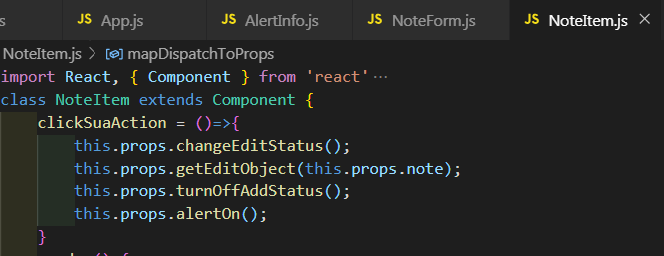 s JS App.js JS AlertInfo.js JS NoteForm.js JS NoteItem.js ×
NoteItem.js > mapDispatchToProps
import React, { Component } from 'react'…
class NoteItem extends Component {
clickSuaAction = ()=>{
this.props.changeEditStatus();
this.props.getEditObject(this.props.note);
this.props.turnOffAddStatus();
this.props.alertOn();
}